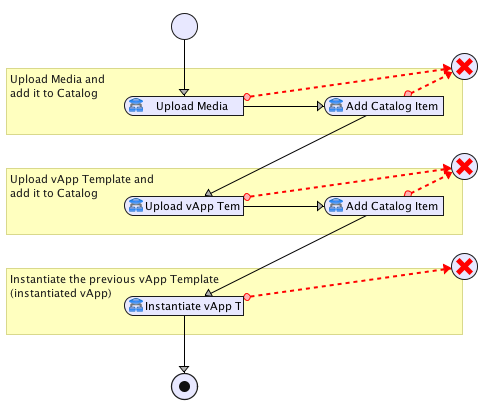 Upload Media and
add it to Catalog
Upload Media
Add Catalog Item
Upload vApp Template and
add it to Catalog
Upload vApp Tem
Add Catalog Item
Instantiate the previous vApp Template
(instantiated vApp)
Instantiate vApp T